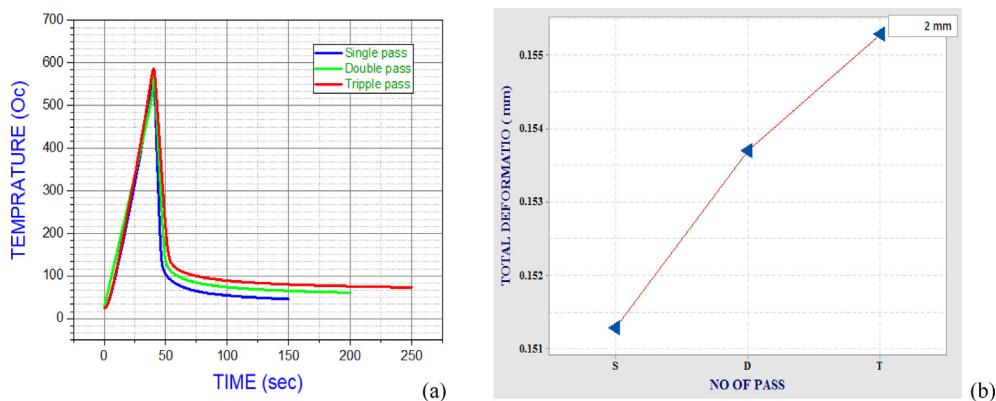 700
600
500
400
300
200
100
0
TEMPRATURE (Oc)
Single pass
Double pass
Tripple pass
0 50 100 150 200 250
TIME (sec)
(a)
2 mm
0.155
0.154
0.153
0.152
0.151
TOTAL DEFORMATIO ( mm)
S D T
NO OF PASS
(b)